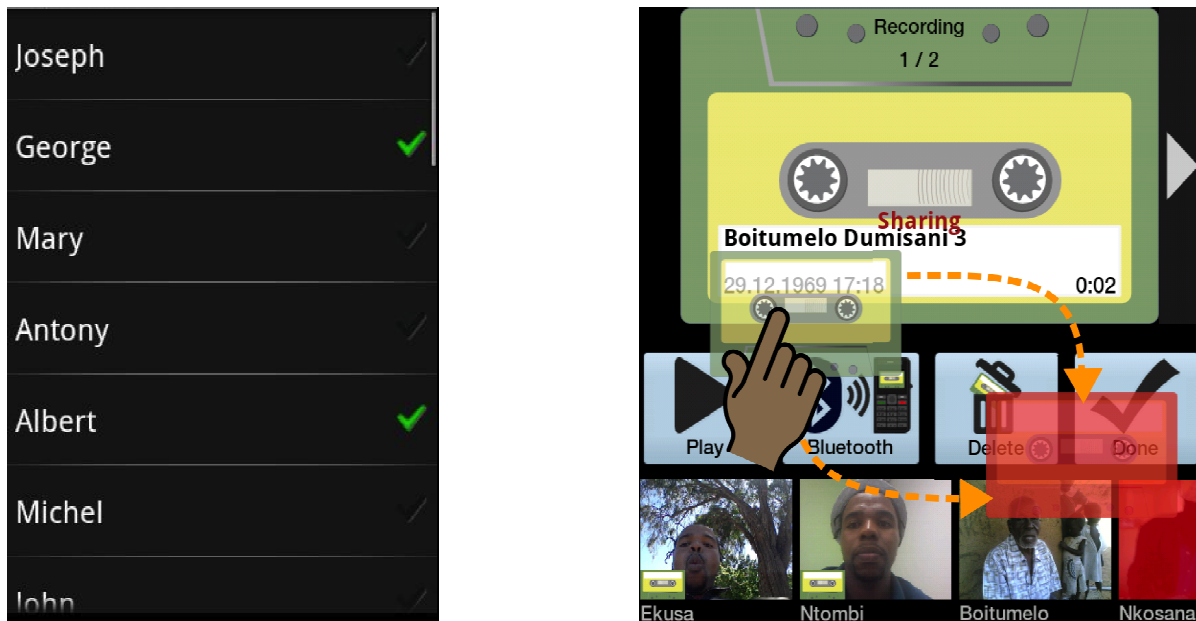 Joseph
George
Mary
Antony
Albert
Michel
John
Recording
1 / 2
Sharing
Boitumelo Dumisani 3
29.12.1969 17:18
0:02
Play
Bluetooth
Delete
Done
Ekusa
Ntombi
Boitumelo
Nkosana